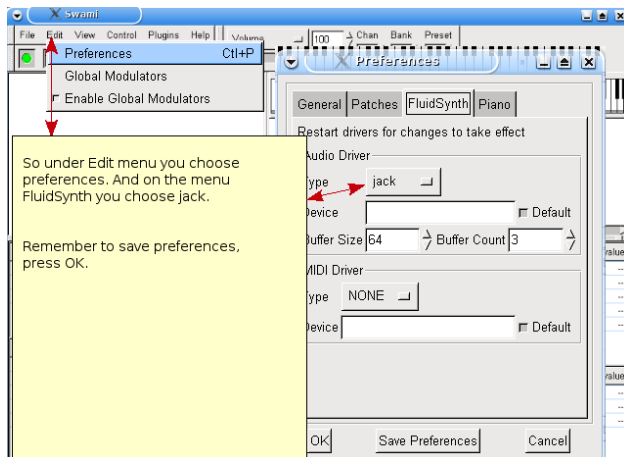 Swami
File Edit View Control Plugins Help
Volume 100 Chan Bank Preset
Preferences Ctl+P
Global Modulators
Enable Global Modulators
Preferences
General Patches FluidSynth Piano
Restart drivers for changes to take effect
Audio Driver
Type jack
Device Default
Buffer Size 64 Buffer Count 3
MIDI Driver
Type NONE
Device Default
OK Save Preferences Cancel
So under Edit menu you choose
preferences. And on the menu
FluidSynth you choose jack.
Remember to save preferences,
press OK.